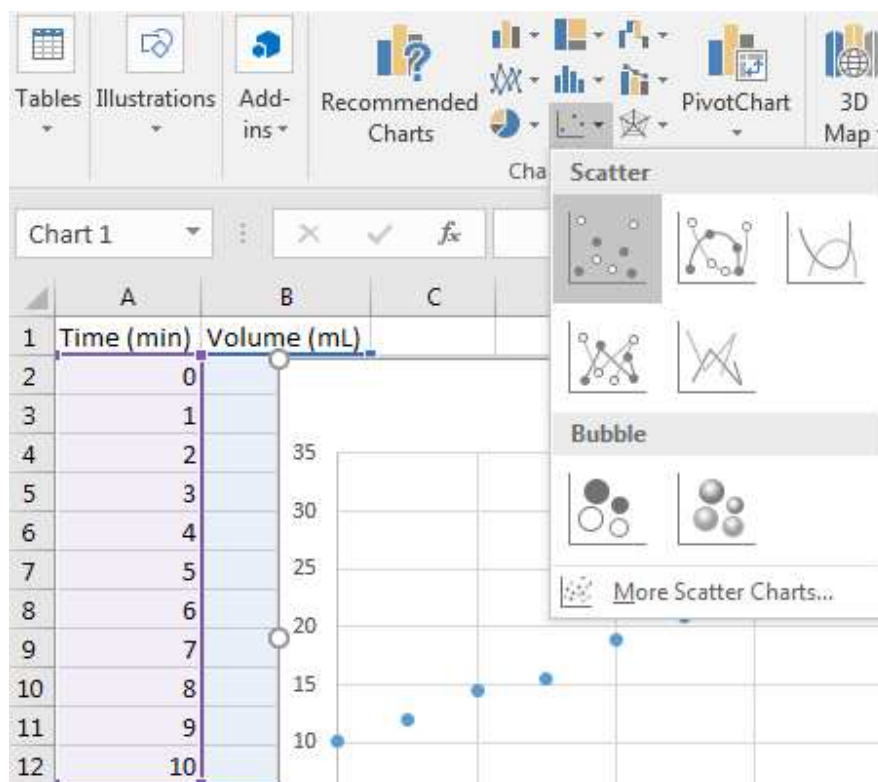 Tables Illustrations Add-
ins
Recommended
Charts
PivotChart
3D
Map
Cha
Scatter
Chart 1
fx
A B C
1 Time (min) Volume (mL)
2 0
3 1
4 2
5 3
6 4
7 5
8 6
9 7
10 8
11 9
12 10
35
30
25
20
15
10
Bubble
More Scatter Charts...